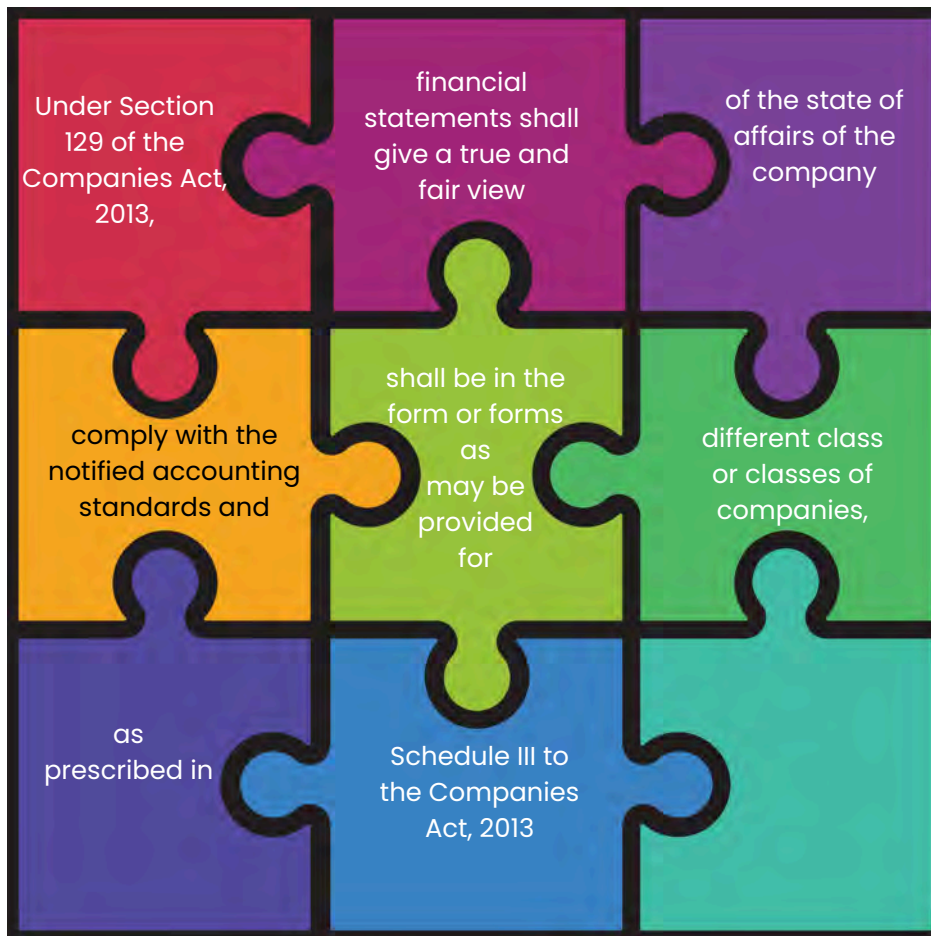 Under Section
129 of the
Companies Act,
2013,
financial
statements shall
give a true and
fair view
of the state of
affairs of the
company
comply with the
notified accounting
standards and
shall be in the
form or forms
as
may be
provided
for
different class
or classes of
companies,
as
prescribed in
Schedule III to
the Companies
Act, 2013